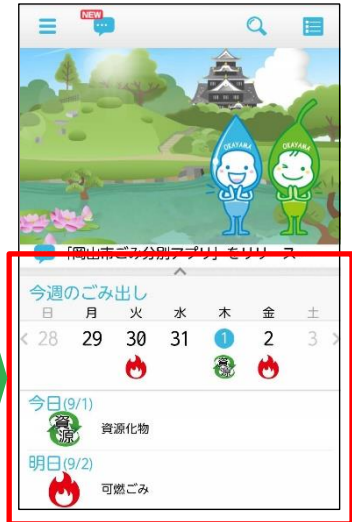 NEW
OKAYAMA
OKAYAMA
「岡山市ごみ分別アプリ」をリリース
今週のごみ出し
日 月 火 水 木 金 土
28 29 30 31 1 2 3
資源
今日(9/1)
資源
資源化物
明日(9/2)
可燃ごみ